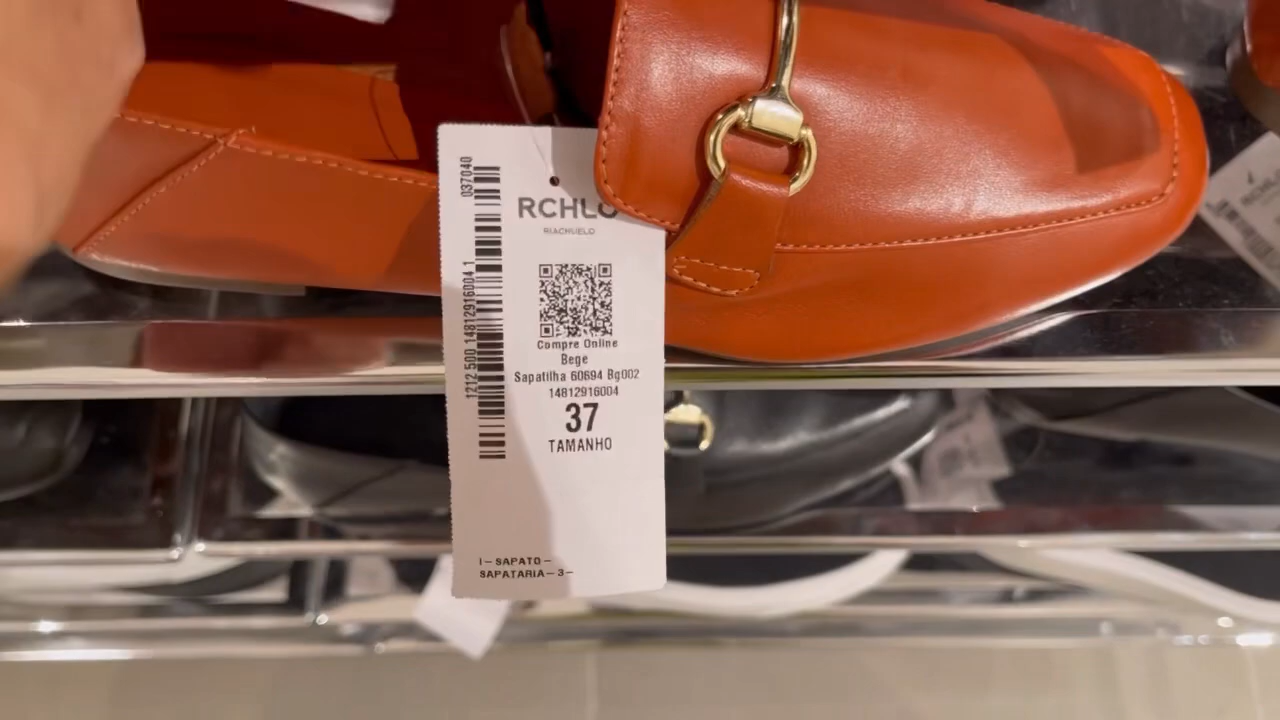 RCHLO
RIACHUELO
Compre Online
Bege
Sapatilha 60694 Bg002
14812916004
37
TAMANHO
I-SAPATO-
SAPATARIA-3-
037040
1212 500 14812916004 1
RCHLO